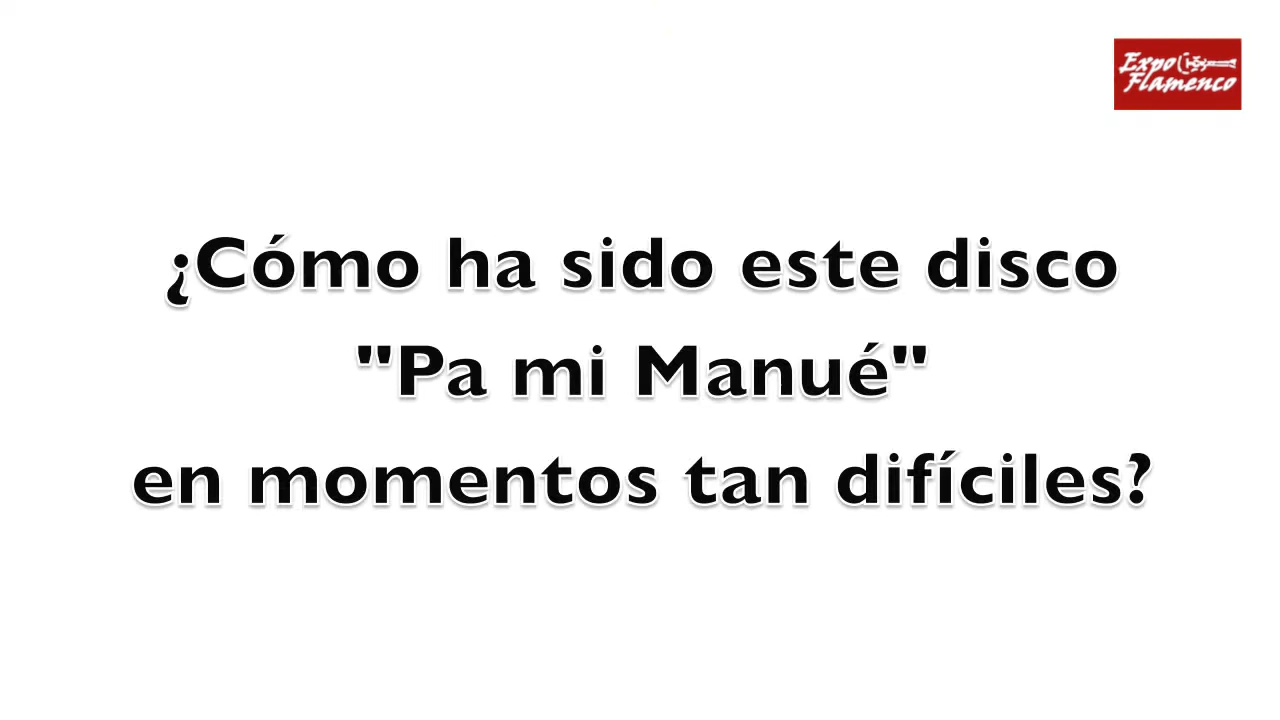 Expo
Flamenco
¿Cómo ha sido este disco
"Pa mi Manué"
en momentos tan difíciles?